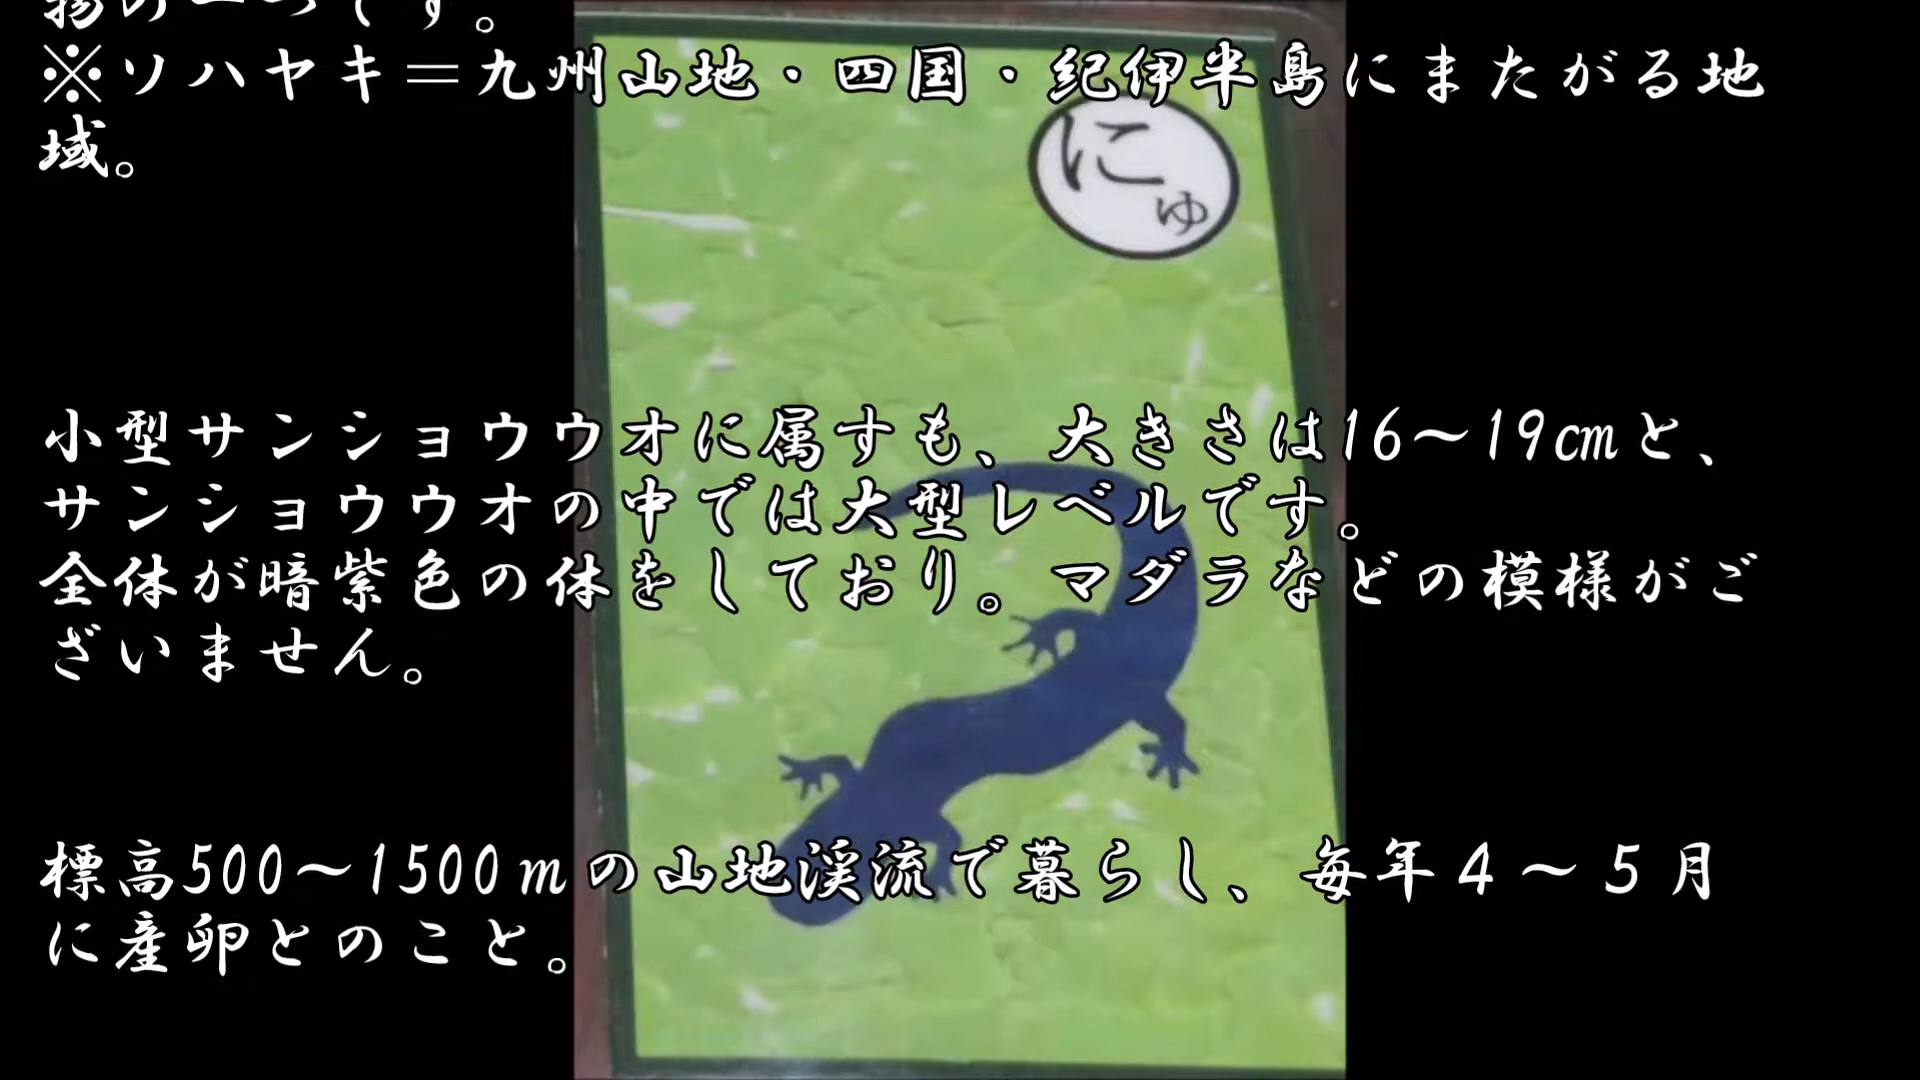 物の一つです。
※ソハヤキ＝九州山地・四国・紀伊半島にまたがる地
域。
にゅ
小型サンショウウオに属すも、大きさは16～19㎝と、
サンショウウオの中では大型レベルです。
全体が暗紫色の体をしており。マダラなどの模様がご
ざいません。
標高500～1500ｍの山地渓流で暮らし、毎年４～５月
に産卵とのこと。